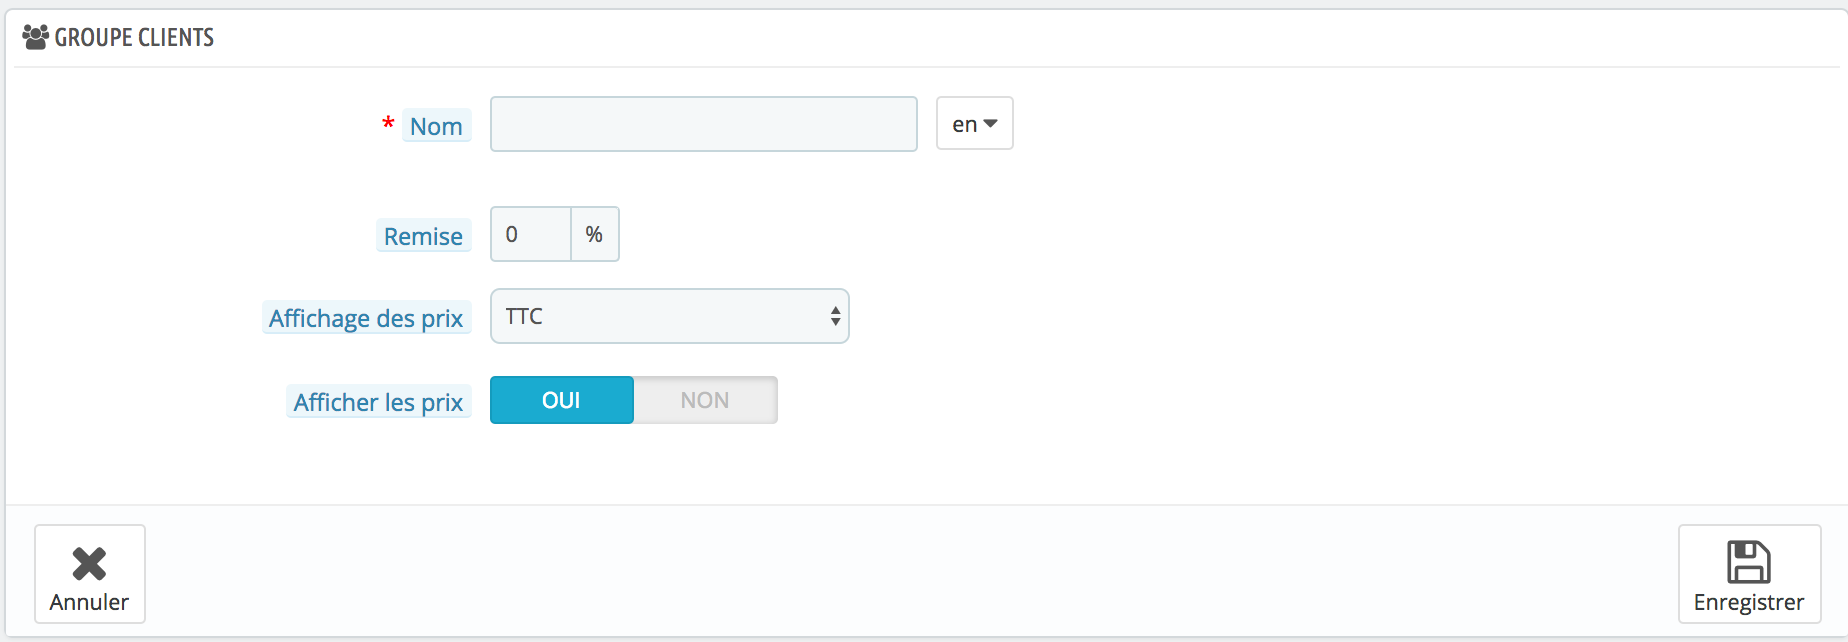 GROUPE CLIENTS
* Nom en
Remise 0 %
Affichage des prix TTC
Afficher les prix OUI NON
Annuler Enregistrer